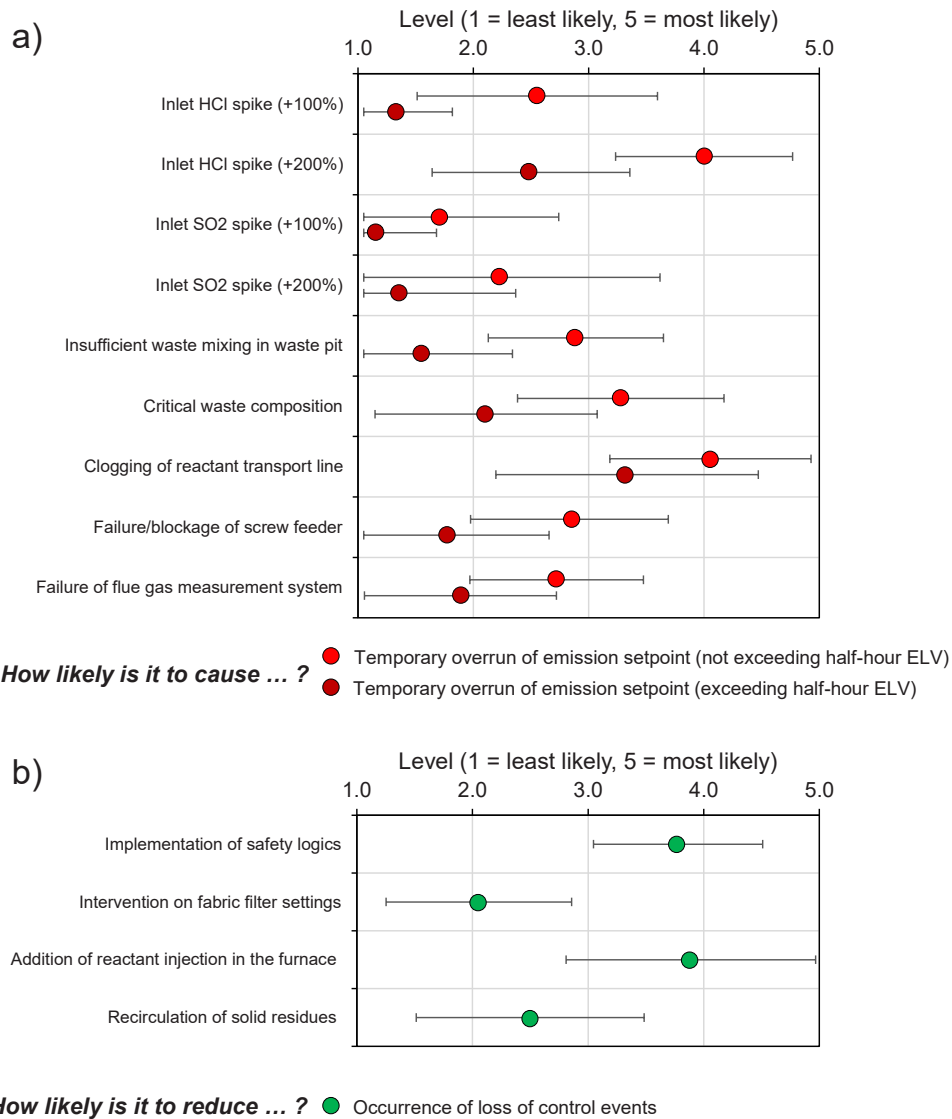 a)
Level (1 = least likely, 5 = most likely)
1.0 2.0 3.0 4.0 5.0
Inlet HCl spike (+100%)
Inlet HCl spike (+200%)
Inlet SO2 spike (+100%)
Inlet SO2 spike (+200%)
Insufficient waste mixing in waste pit
Critical waste composition
Clogging of reactant transport line
Failure/blockage of screw feeder
Failure of flue gas measurement system
How likely is it to cause … ?
Temporary overrun of emission setpoint (not exceeding half-hour ELV)
Temporary overrun of emission setpoint (exceeding half-hour ELV)
b)
Level (1 = least likely, 5 = most likely)
1.0 2.0 3.0 4.0 5.0
Implementation of safety logics
Intervention on fabric filter settings
Addition of reactant injection in the furnace
Recirculation of solid residues
How likely is it to reduce … ? Occurrence of loss of control events